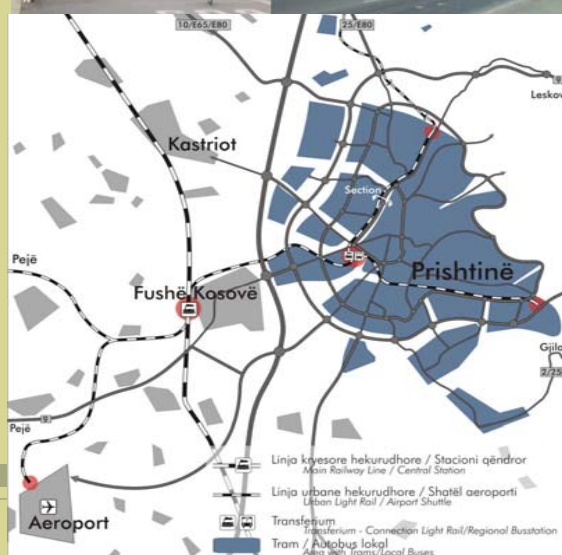 10/E65/E80
25/E80
9
Leskov
Kastriot
Section
Pejë
Prishtinë
Fushë Kosovë
Gjila
2/25
9
Pejë
Linja kryesore hekurudhore / Stacioni qëndror
Main Railway Line / Central Station
Linja urbane hekurudhore / Shatël aeroporti
Urban Light Rail / Airport Shuttle
Transferium
Transferium - Connection Light Rail/Regional Busstation
Aeroport
Tram / Autobus lokal
Area with Trams/Local Buses